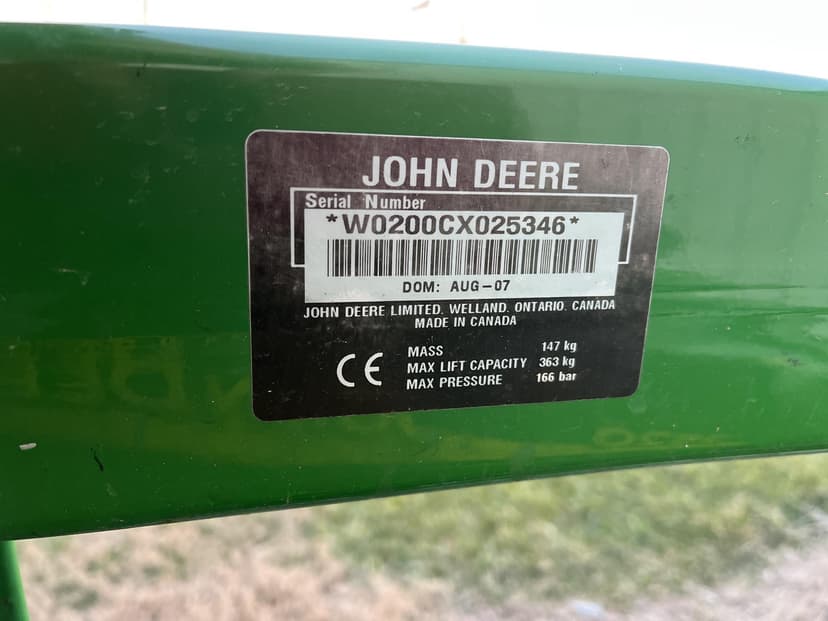 JOHN DEERE
Serial Number
*W0200CX025346*
DOM: AUG-07
JOHN DEERE LIMITED. WELLAND. ONTARIO. CANADA
MADE IN CANADA
CE
MASS 147 kg
MAX LIFT CAPACITY 363 kg
MAX PRESSURE 166 bar